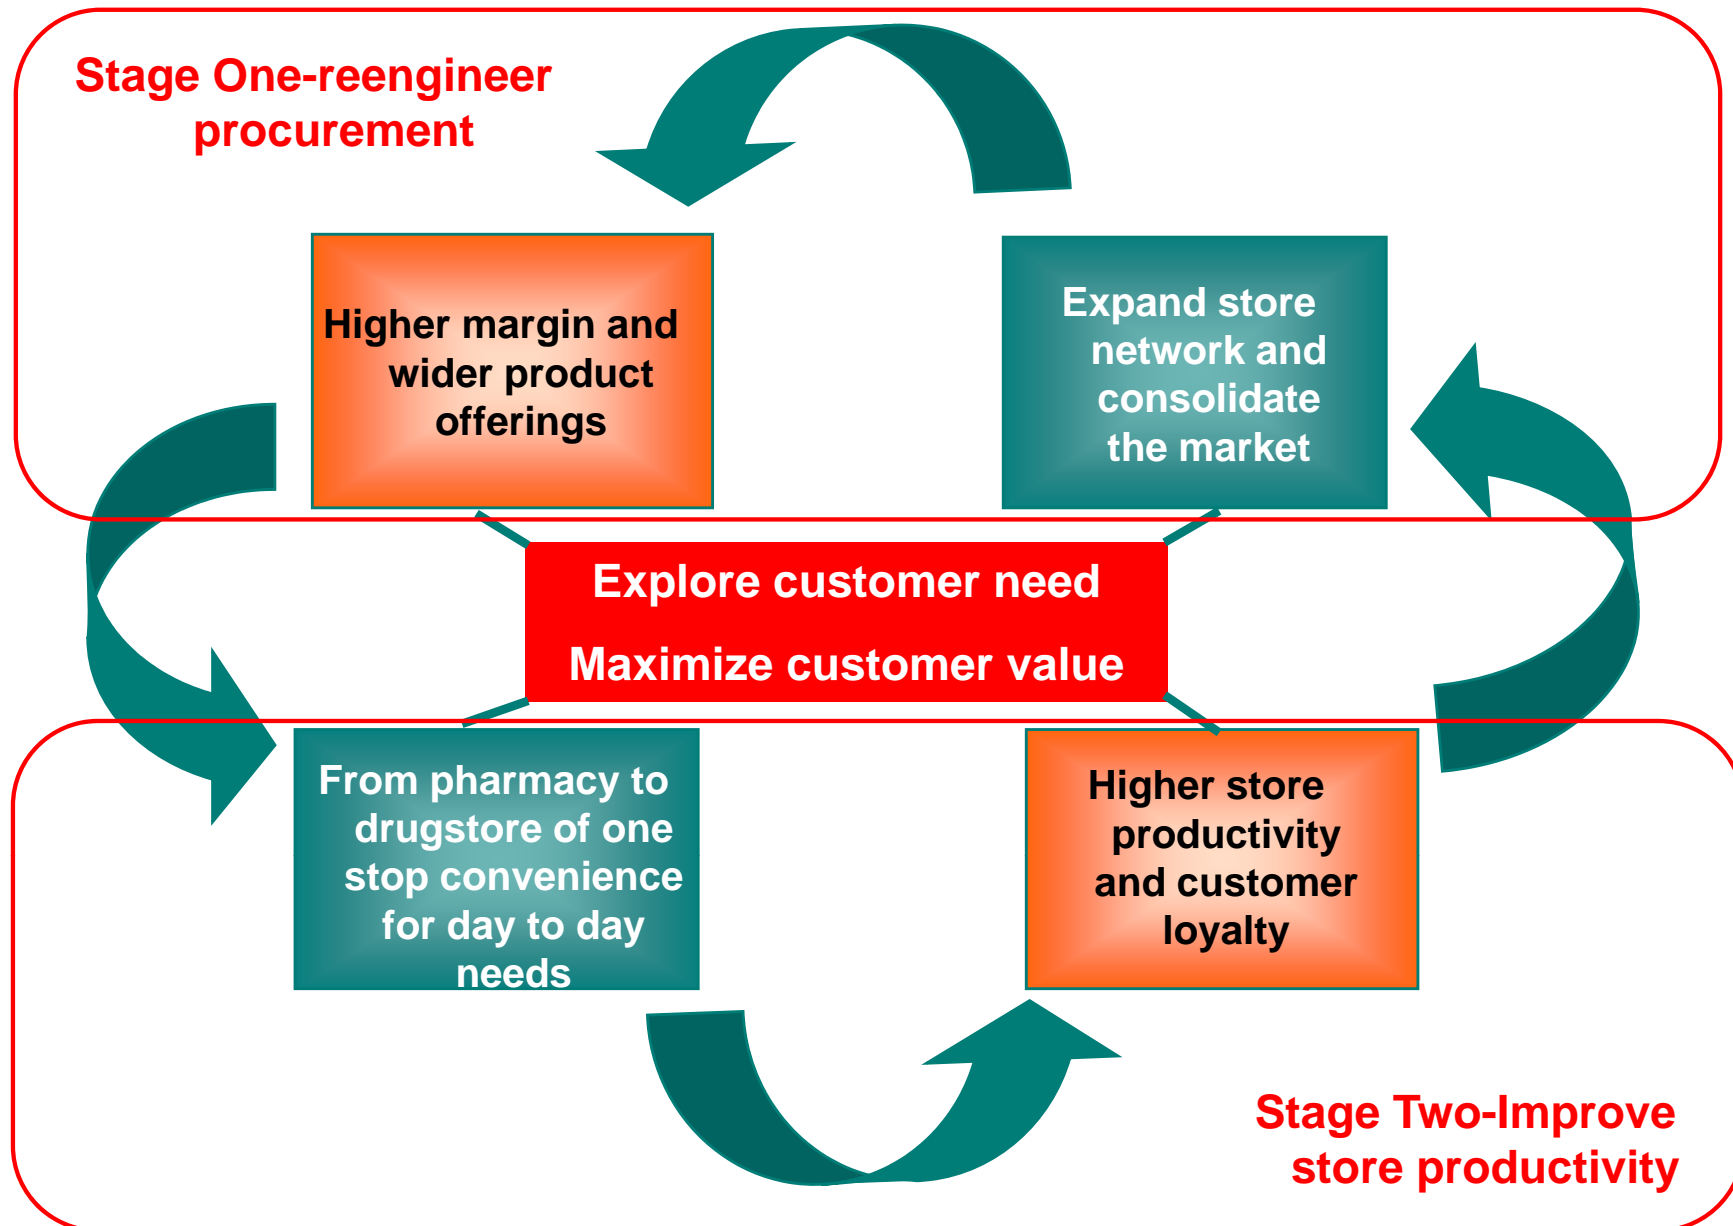 Stage One-reengineer
procurement
Higher margin and
wider product
offerings
Expand store
network and
consolidate
the market
Explore customer need
Maximize customer value
From pharmacy to
drugstore of one
stop convenience
for day to day
needs
Higher store
productivity
and customer
loyalty
Stage Two-Improve
store productivity